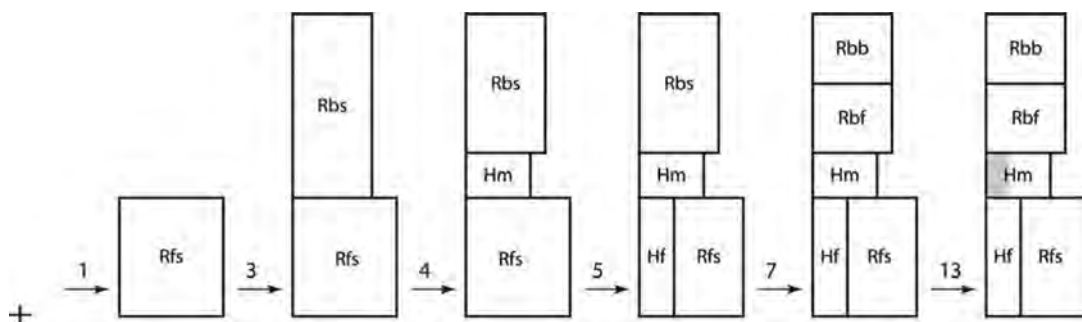 Rbs Rbs Rbs Rbb Rbb
Rbf Rbf
Hm Hm Hm Hm
1 Rfs 3 Rfs 4 Rfs 5 Hf Rfs 7 Hf Rfs 13 Hf Rfs